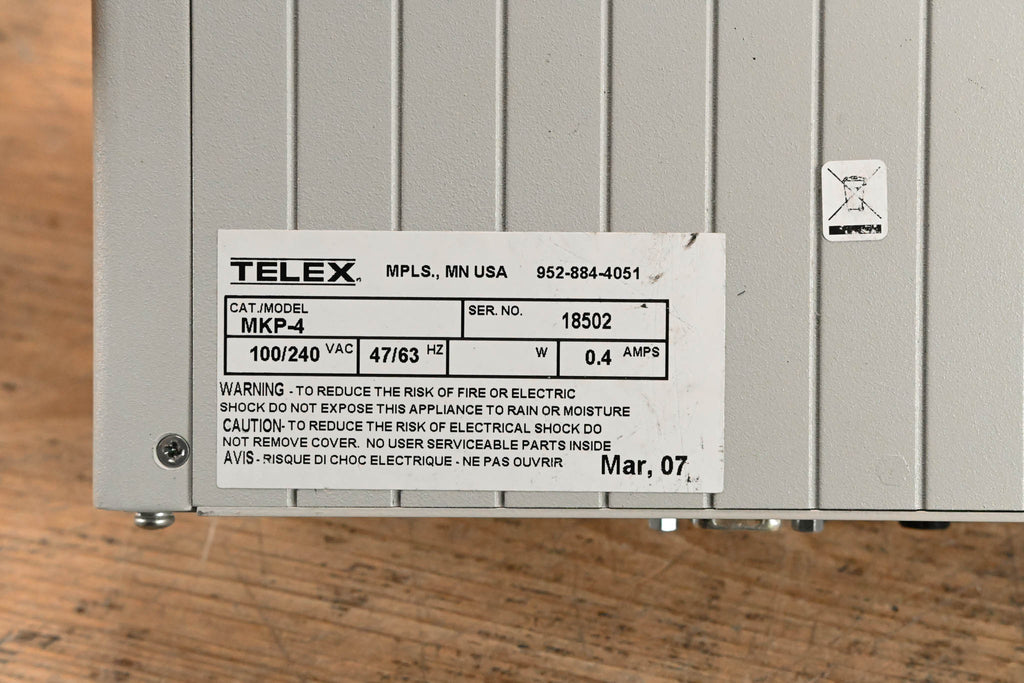 TELEX MPLS., MN USA 952-884-4051
CAT./MODEL SER. NO.
MKP-4 18502
100/240 VAC 47/63 HZ W 0.4 AMPS
WARNING - TO REDUCE THE RISK OF FIRE OR ELECTRIC
SHOCK DO NOT EXPOSE THIS APPLIANCE TO RAIN OR MOISTURE
CAUTION- TO REDUCE THE RISK OF ELECTRICAL SHOCK DO
NOT REMOVE COVER. NO USER SERVICEABLE PARTS INSIDE
AVIS - RISQUE DI CHOC ELECTRIQUE - NE PAS OUVRIR Mar, 07